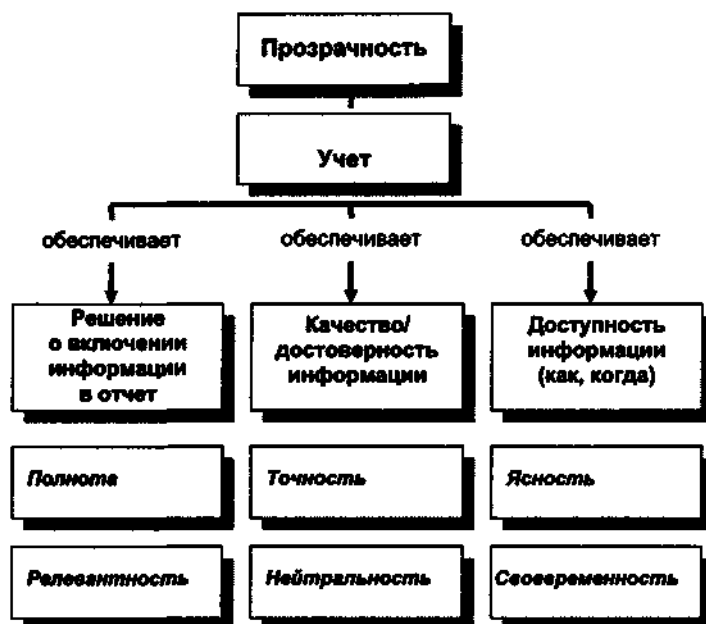 Прозрачность
Учет
обеспечивает
обеспечивает
обеспечивает
Решение
о включении
информации
в отчет
Качество/
достоверность
информации
Доступность
информации
(как, когда)
Полнота
Точность
Ясность
Релевантность
Нейтральность
Своевременность